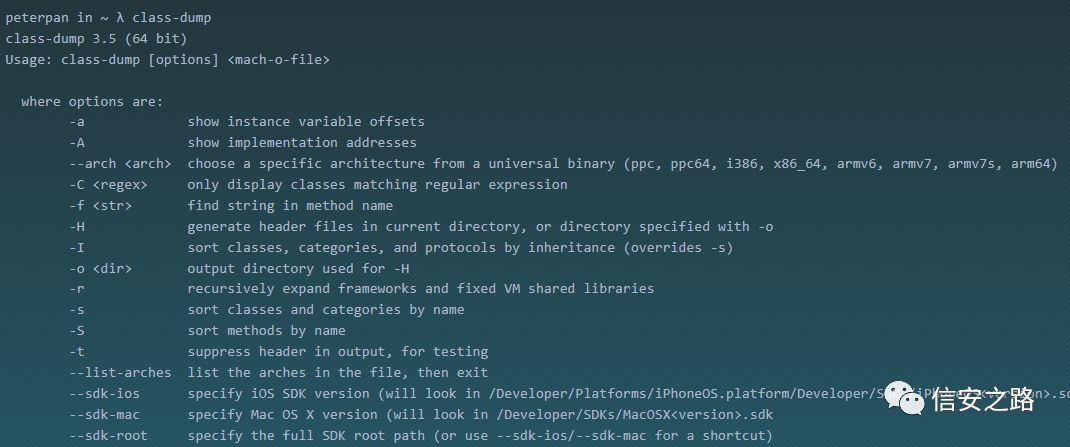 peterpan in ~ λ class-dump
class-dump 3.5 (64 bit)
Usage: class-dump [options] <mach-o-file>
where options are:
-a show instance variable offsets
-A show implementation addresses
--arch <arch> choose a specific architecture from a universal binary (ppc, ppc64, i386, x86_64, armv6, armv7, armv7s, arm64)
-C <regex> only display classes matching regular expression
-f <str> find string in method name
-H generate header files in current directory, or directory specified with -o
-I sort classes, categories, and protocols by inheritance (overrides -s)
-o <dir> output directory used for -H
-r recursively expand frameworks and fixed VM shared libraries
-s sort classes and categories by name
-S sort methods by name
-t suppress header in output, for testing
--list-arches list the arches in the file, then exit
--sdk-ios specify iOS SDK version (will look in /Developer/Platforms/iPhoneOS.platform/Developer/
--sdk-mac specify Mac OS X version (will look in /Developer/SDKs/MacOSX<version>.sdk
--sdk-root specify the full SDK root path (or use --sdk-ios/--sdk-mac for a shortcut)
信安之路